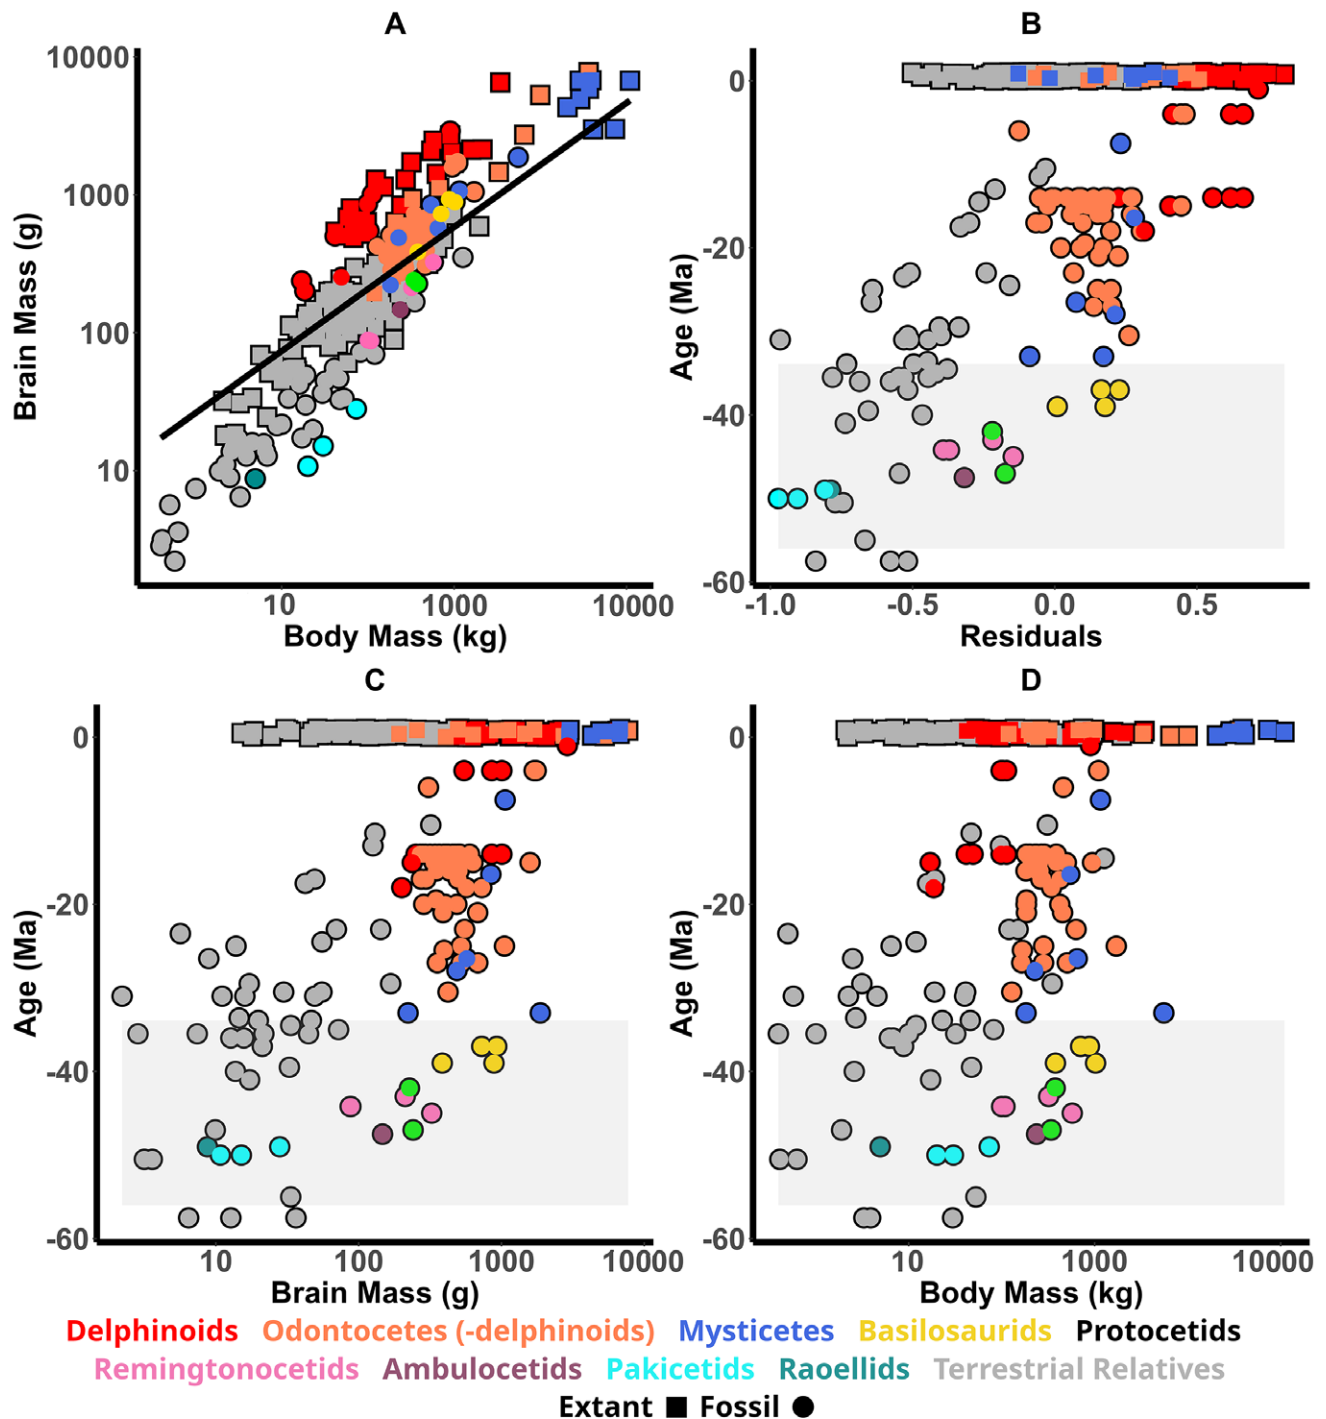 A
10000
1000
100
10
Brain Mass (g)
10 1000 10000
Body Mass (kg)
B
0
-20
-40
-60
Age (Ma)
-1.0 -0.5 0.0 0.5
Residuals
C
0
-20
-40
-60
Age (Ma)
10 100 1000 10000
Brain Mass (g)
D
0
-20
-40
-60
Age (Ma)
10 1000 10000
Body Mass (kg)
Delphinoids Odontocetes (-delphinoids) Mysticetes Basilosaurids Protocetids
Remingtonocetids Ambulocetids Pakicetids Raoellids Terrestrial Relatives
Extant Fossil